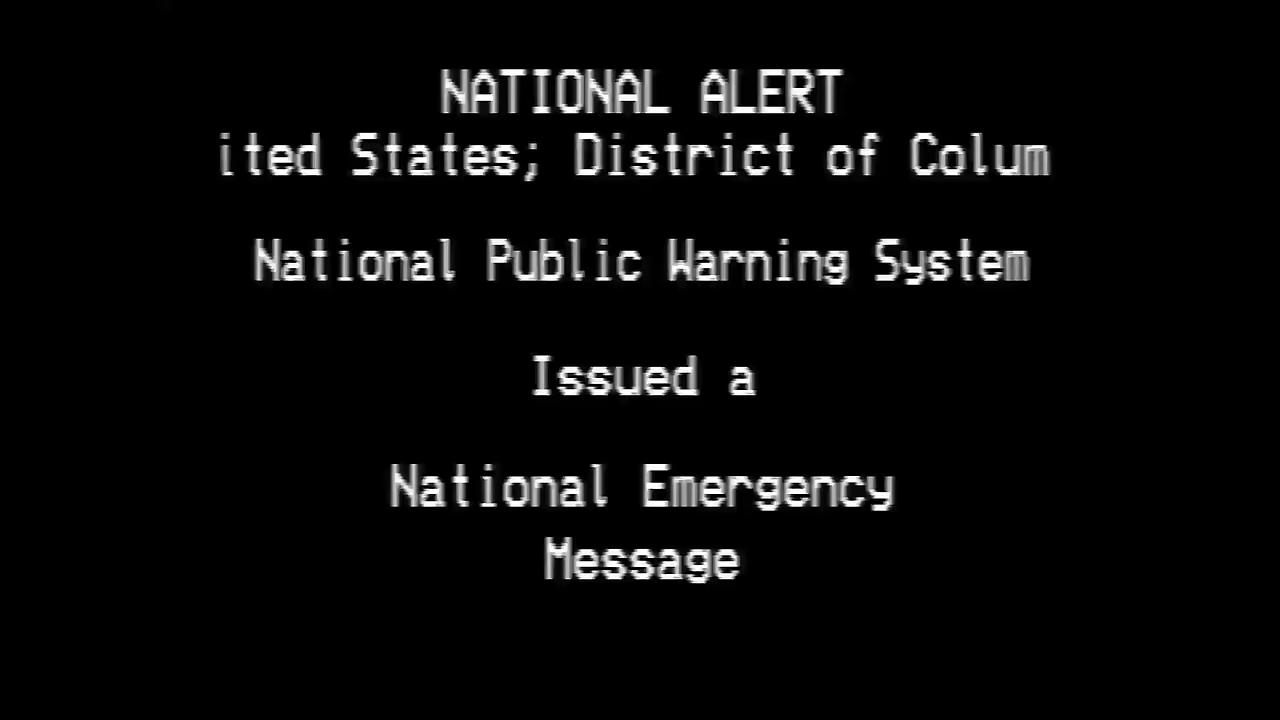 NATIONAL ALERT
ited States; District of Colum
National Public Warning System
Issued a
National Emergency
Message